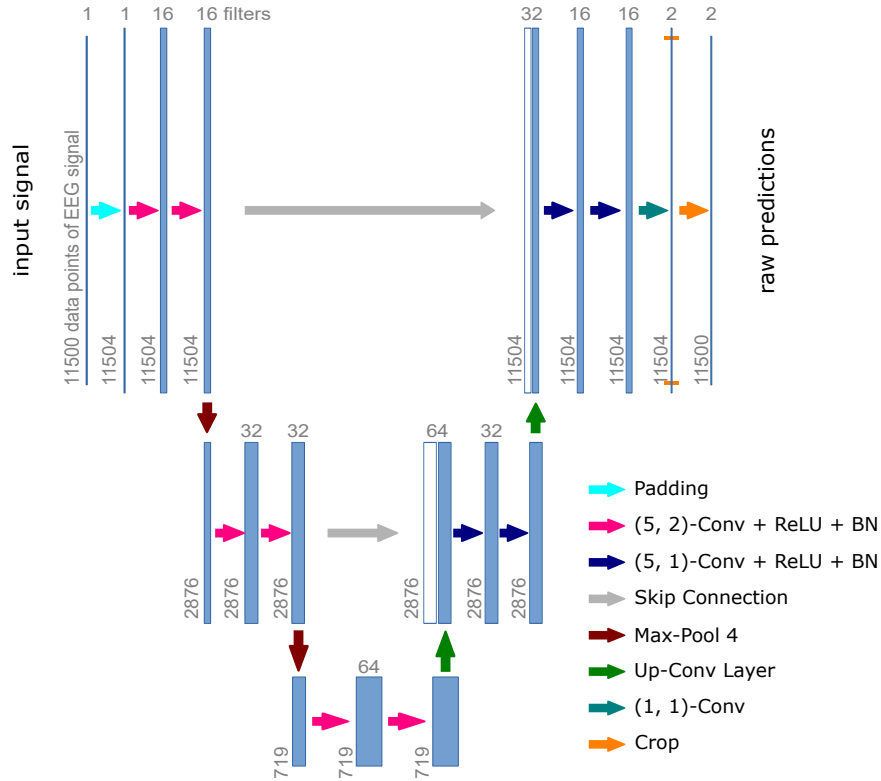 1 1 16 16 filters 32 16 16 2 2
input signal
11500 data points of EEG signal
11504
11504
11504
11504
11504
11504
11504
11500
raw predictions
32 32 64 32
2876
2876
2876
2876
2876
2876
64
719
719
719
Padding
(5, 2)-Conv + ReLU + BN
(5, 1)-Conv + ReLU + BN
Skip Connection
Max-Pool 4
Up-Conv Layer
(1, 1)-Conv
Crop